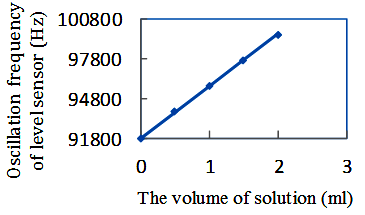 Oscillation frequency
of level sensor (Hz)
100800
97800
94800
91800
0 1 2 3
The volume of solution (ml)